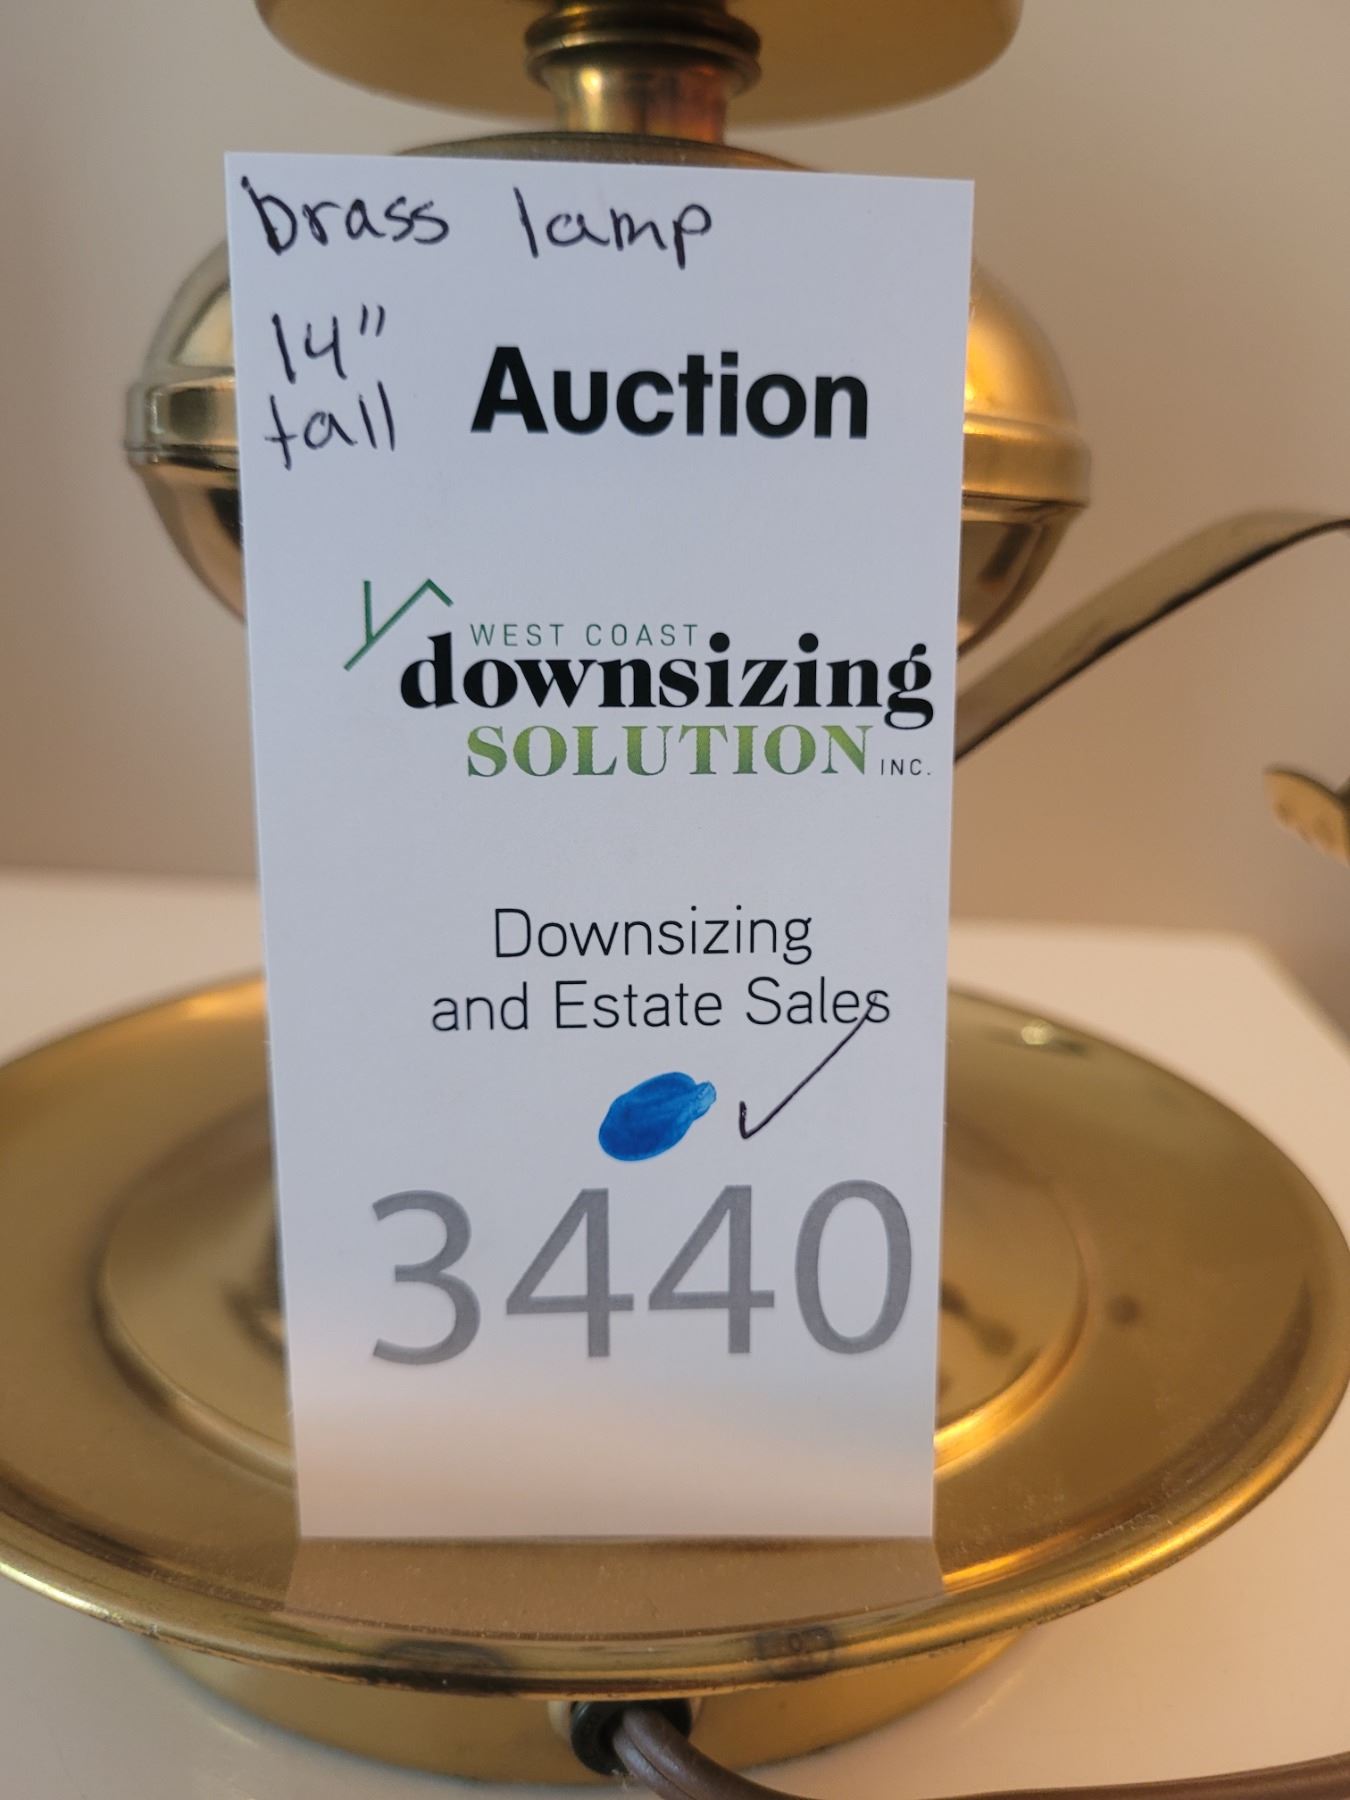 brass lamp
14"
tall
Auction
WEST COAST
downsizing
SOLUTION INC.
Downsizing
and Estate Sales
3440